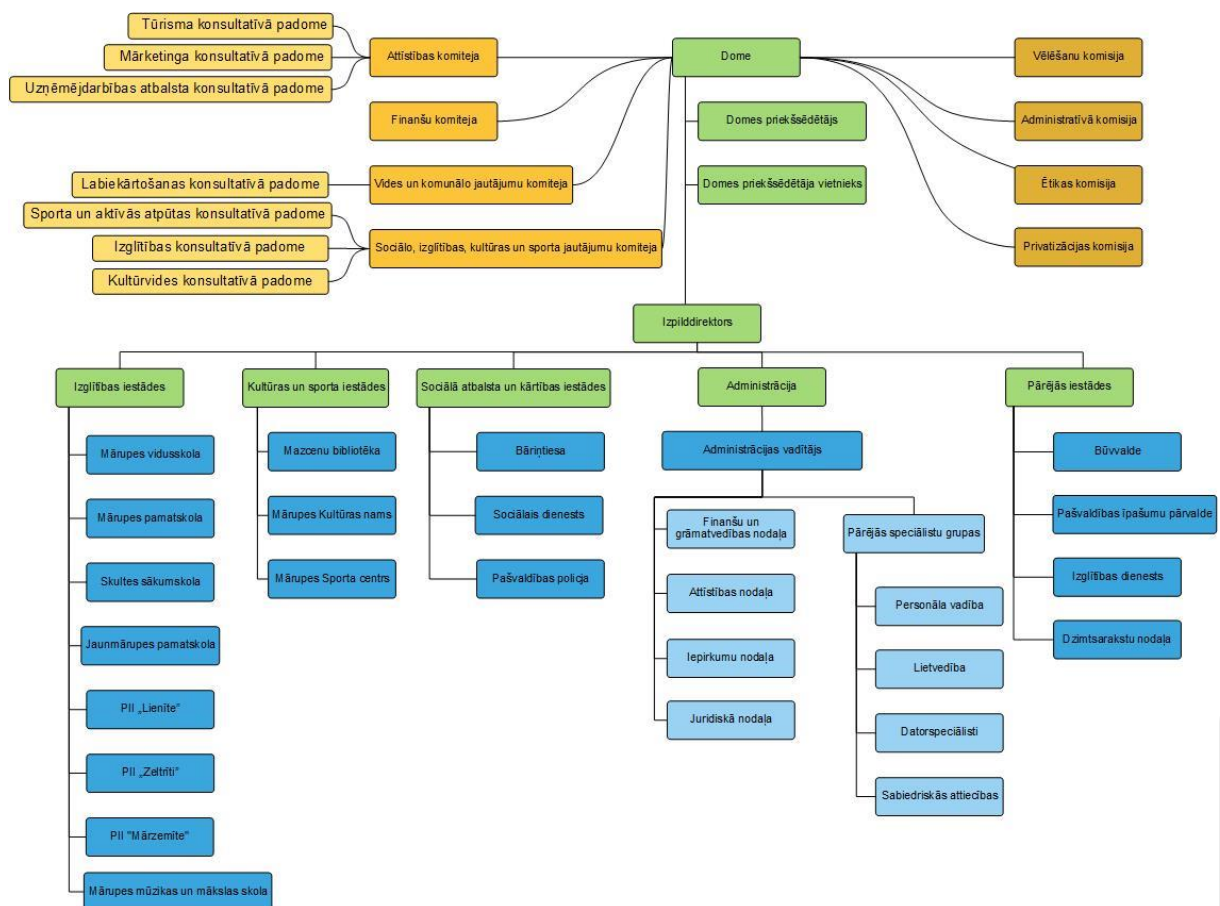 Tūrisma konsultatīvā padome
Mārketinga konsultatīvā padome
Uzņēmējdarbības atbalsta konsultatīvā padome
Attīstības komiteja
Finanšu komiteja
Labiekārtošanas konsultatīvā padome
Vides un komunālo jautājumu komiteja
Sporta un aktīvās atpūtas konsultatīvā padome
Izglītības konsultatīvā padome
Kultūrvides konsultatīvā padome
Sociālo, izglītības, kultūras un sporta jautājumu komiteja
Dome
Domes priekšsēdētājs
Domes priekšsēdētāja vietnieks
Vēlēšanu komisija
Administratīvā komisija
Ētikas komisija
Privatizācijas komisija
Izpilddirektors
Izglītības iestādes
Mārupes vidusskola
Mārupes pamatskola
Skultes sākumskola
Jaunmārupes pamatskola
PII „Lienīte"
PII „Zeltrīti"
PII "Mārzemīte"
Mārupes mūzikas un mākslas skola
Kultūras un sporta iestādes
Mazcenu bibliotēka
Mārupes Kultūras nams
Mārupes Sporta centrs
Sociālā atbalsta un kārtības iestādes
Bāriņtiesa
Sociālais dienests
Pašvaldības policija
Administrācija
Administrācijas vadītājs
Finanšu un
grāmatvedības nodaļa
Attīstības nodaļa
Iepirkumu nodaļa
Juridiskā nodaļa
Pārējās speciālistu grupas
Personāla vadība
Lietvedība
Datorspeciālisti
Sabiedriskās attiecības
Pārējās iestādes
Būvvalde
Pašvaldības īpašumu pārvalde
Izglītības dienests
Dzimtsarakstu nodaļa